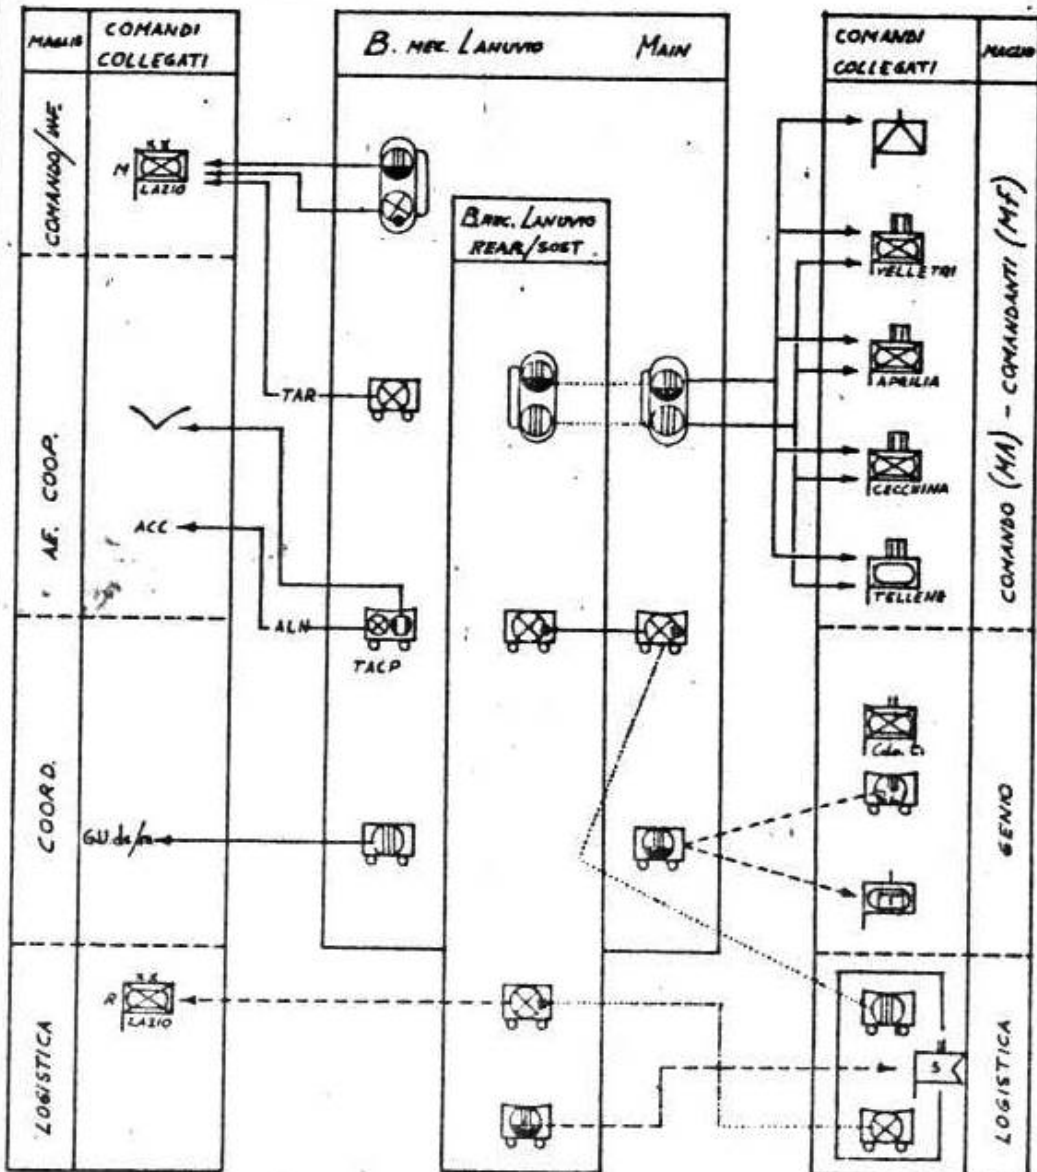 MAGLIE
COMANDI
COLLEGATI
B. MEC. LANUVIO
MAIN
COMANDI
COLLEGATI
MAGLIE
COMANDO/INF.
M
LAZIO
B. MEC. LANUVIO
REAR/SOST
VELLETRI
APRILIA
CECCHINA
TELLENE
COMANDO (MA) - COMANDANTI (MF)
AE. COOP.
TAR
ACC
ALN
TACP
COORD.
GENIO
LOGISTICA
R
LAZIO
S
LOGISTICA